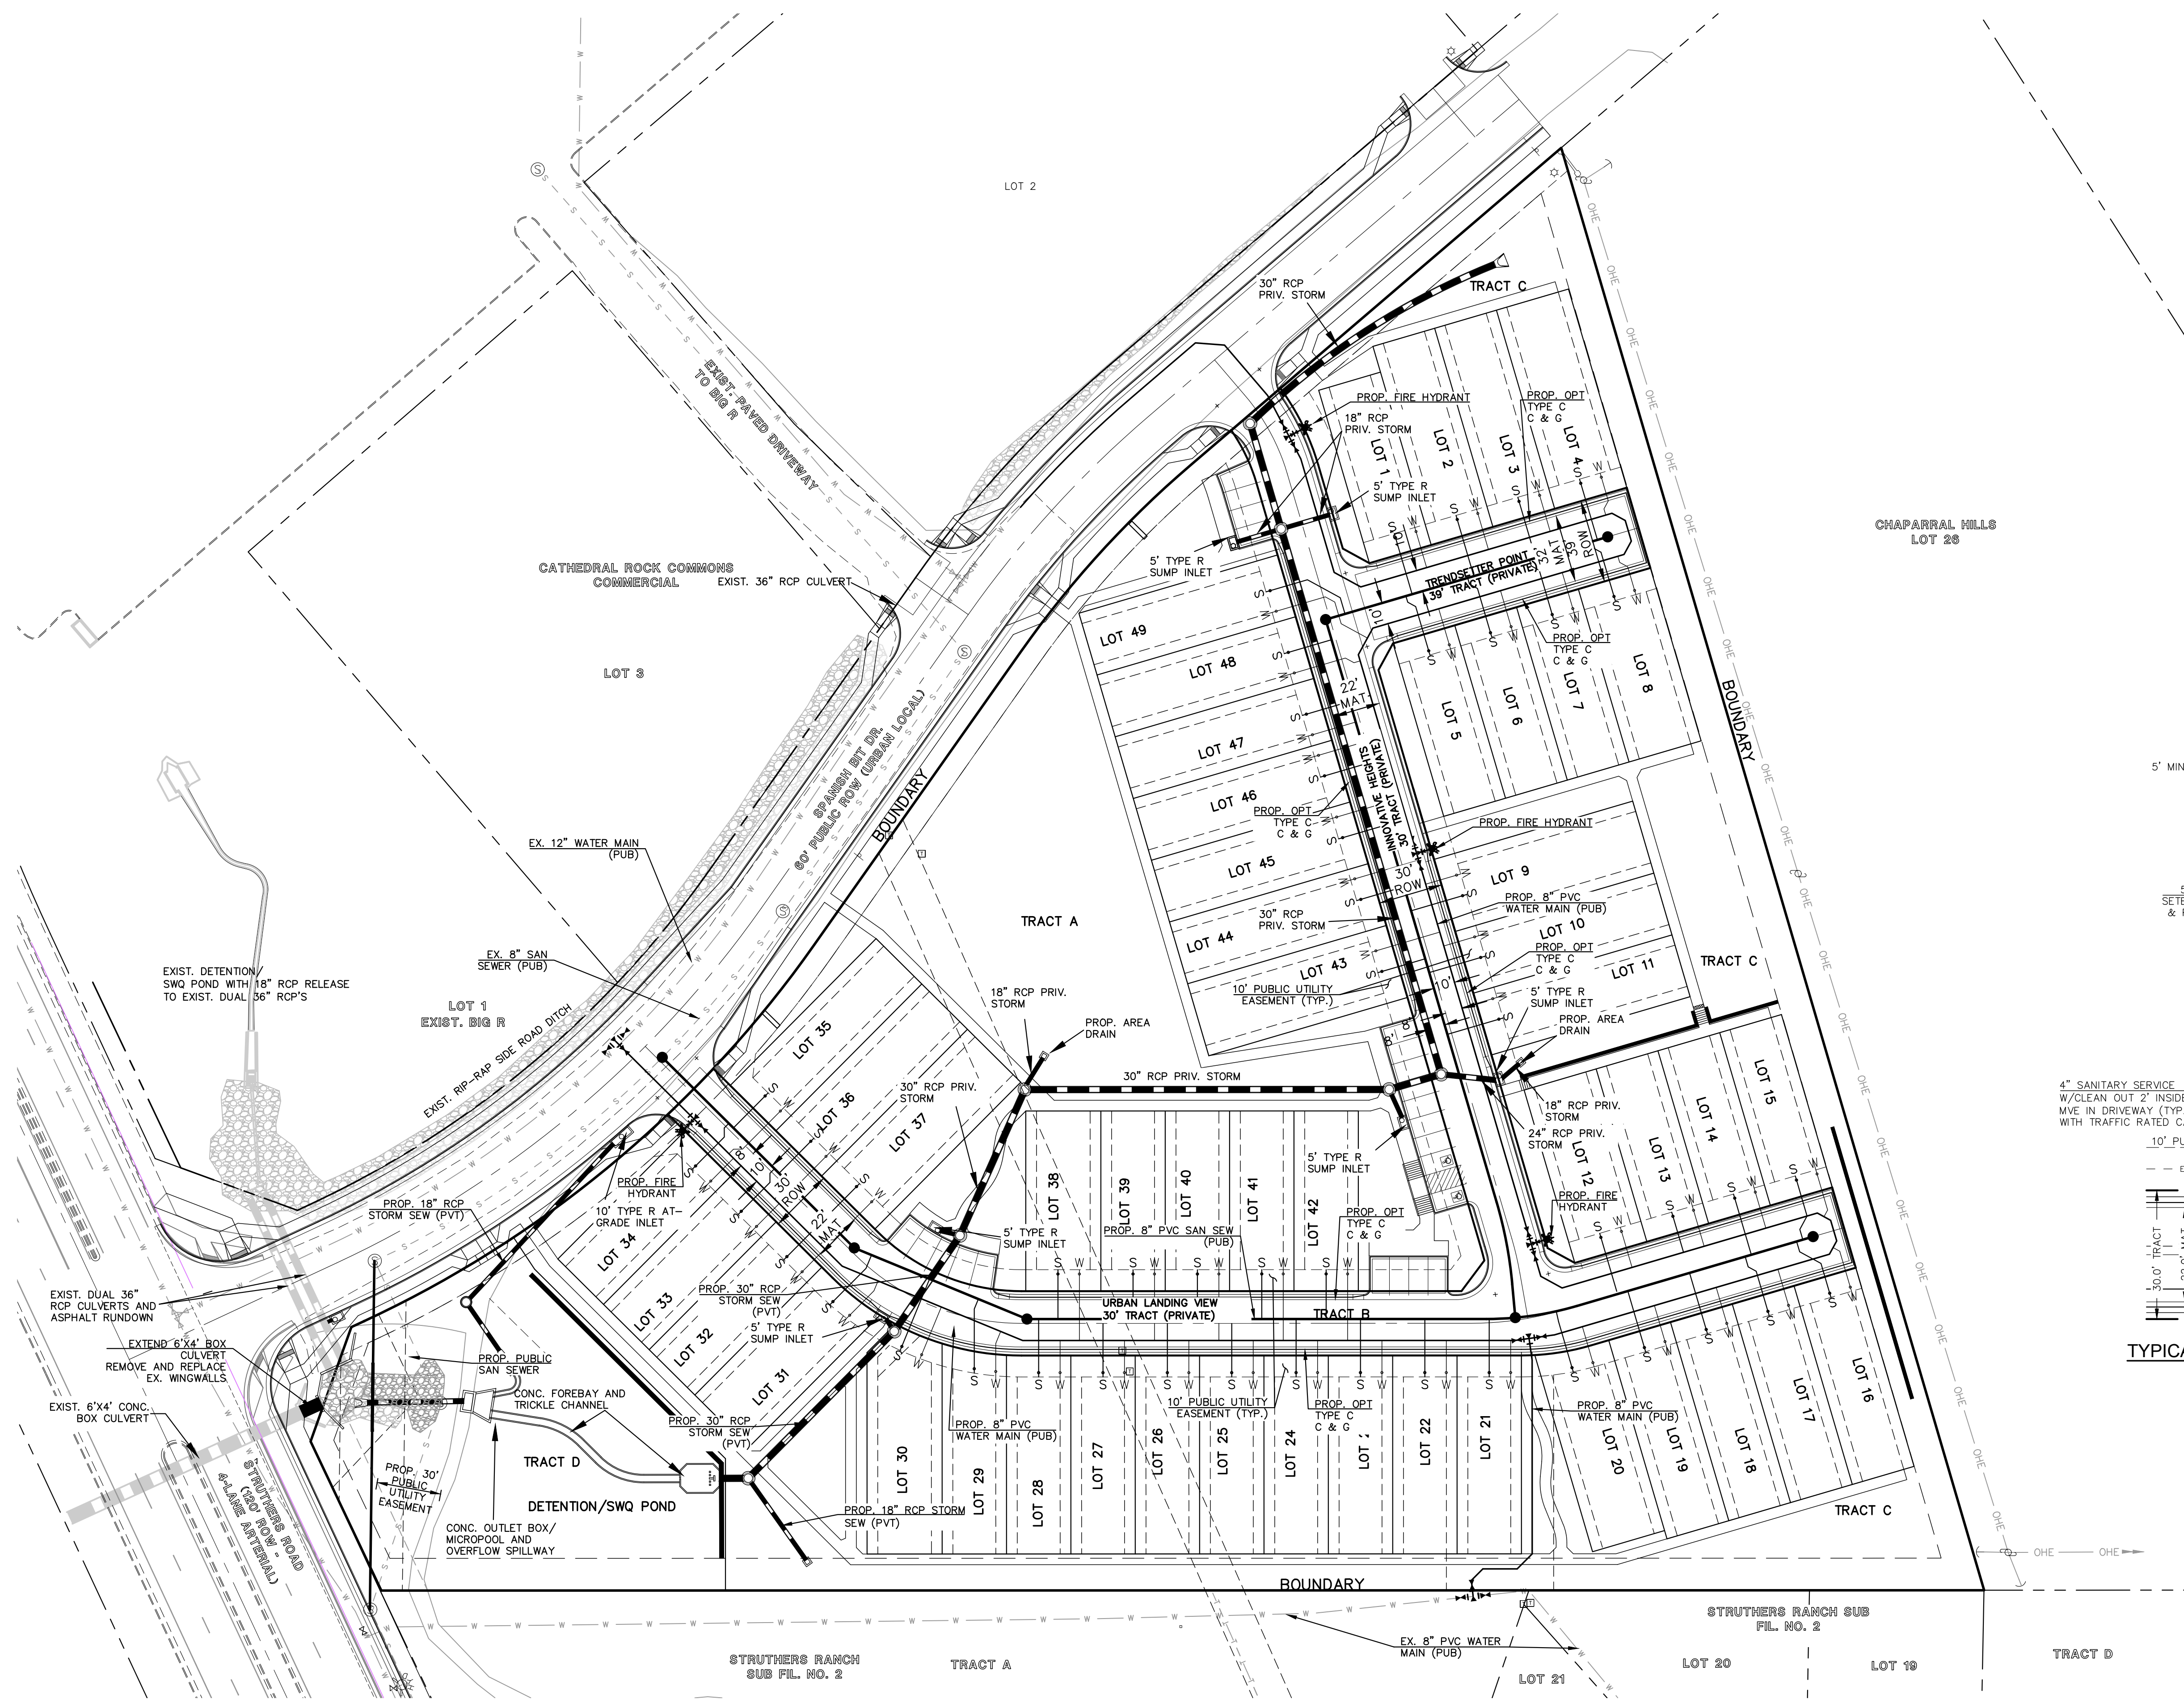 LOT 2
30" RCP
PRIV. STORM
TRACT C
EXIST. PAVED DRIVEWAY
TO BIG R
PROP. FIRE HYDRANT
PROP. OPT
TYPE C
C & G
18" RCP
PRIV. STORM
LOT 1
LOT 2
LOT 3
LOT 4
5' TYPE R
SUMP INLET
CHAPARRAL HILLS
LOT 26
CATHEDRAL ROCK COMMONS
COMMERCIAL
EXIST. 36" RCP CULVERT
5' TYPE R
SUMP INLET
10'
32'
MAT
39'
ROW
TRENDSETTER POINT
39' TRACT (PRIVATE)
10'
LOT 49
LOT 48
LOT 47
LOT 46
LOT 45
LOT 44
LOT 43
PROP. OPT
TYPE C
C & G
LOT 5
LOT 6
LOT 7
LOT 8
BOUNDARY
LOT 3
22'
MAT
INNOVATIVE HEIGHTS
30' TRACT (PRIVATE)
SPANISH BIT DR.
60' PUBLIC ROW (URBAN LOCAL)
BOUNDARY
5' MIN
PROP. OPT
TYPE C
C & G
PROP. FIRE HYDRANT
EX. 12" WATER MAIN
(PUB)
30'
ROW
LOT 9
PROP. 8" PVC
WATER MAIN (PUB)
LOT 10
TRACT A
30" RCP
PRIV. STORM
PROP. OPT
TYPE C
C & G
LOT 11
TRACT C
EX. 8" SAN
SEWER (PUB)
EXIST. DETENTION/
SWQ POND WITH 18" RCP RELEASE
TO EXIST. DUAL 36" RCP'S
LOT 1
EXIST. BIG R
EXIST. RIP-RAP SIDE ROAD DITCH
10' PUBLIC UTILITY
EASEMENT (TYP.)
10'
8'
8'
5' TYPE R
SUMP INLET
PROP. AREA
DRAIN
18" RCP PRIV.
STORM
PROP. AREA
DRAIN
LOT 35
LOT 36
LOT 37
30" RCP PRIV.
STORM
30" RCP PRIV. STORM
4" SANITARY SERVICE
W/CLEAN OUT 2' INSIDE
MVE IN DRIVEWAY (TYP.
WITH TRAFFIC RATED
18" RCP PRIV.
STORM
24" RCP PRIV.
STORM
LOT 12
LOT 13
LOT 14
LOT 15
5' TYPE R
SUMP INLET
PROP. FIRE
HYDRANT
8'
10'
30'
ROW
22'
MAT
PROP. FIRE
HYDRANT
10' TYPE R AT-
GRADE INLET
PROP. 18" RCP
STORM SEW (PVT)
LOT 38
LOT 39
LOT 40
LOT 41
LOT 42
5' TYPE R
SUMP INLET
PROP. 8" PVC SAN SEW
(PUB)
PROP. OPT
TYPE C
C & G
LOT 34
LOT 33
LOT 32
LOT 31
PROP. 30" RCP
STORM SEW
(PVT)
5' TYPE R
SUMP INLET
URBAN LANDING VIEW
30' TRACT (PRIVATE)
TRACT B
30.0' TRACT
EXIST. DUAL 36"
RCP CULVERTS AND
ASPHALT RUNDOWN
EXTEND 6'X4' BOX
CULVERT
REMOVE AND REPLACE
EX. WINGWALLS
EXIST. 6'X4' CONC.
BOX CULVERT
PROP. PUBLIC
SAN SEWER
CONC. FOREBAY AND
TRICKLE CHANNEL
PROP. 30" RCP
STORM SEW
(PVT)
TRACT D
DETENTION/SWQ POND
PROP. 30'
PUBLIC
UTILITY
EASEMENT
CONC. OUTLET BOX/
MICROPOOL AND
OVERFLOW SPILLWAY
STRUTHERS ROAD
(120' ROW -
4-LANE ARTERIAL)
PROP. 8" PVC
WATER MAIN (PUB)
10' PUBLIC UTILITY
EASEMENT (TYP.)
PROP. OPT
TYPE C
C & G
PROP. 8" PVC
WATER MAIN (PUB)
LOT 30
LOT 29
LOT 28
LOT 27
LOT 26
LOT 25
LOT 24
LOT
LOT 22
LOT 21
LOT 20
LOT 19
LOT 18
LOT 17
LOT 16
PROP. 18" RCP STORM
SEW (PVT)
TRACT C
BOUNDARY
STRUTHERS RANCH
SUB FIL. NO. 2
TRACT A
EX. 8" PVC WATER
MAIN (PUB)
LOT 21
STRUTHERS RANCH SUB
FIL. NO. 2
LOT 20
LOT 19
TRACT D